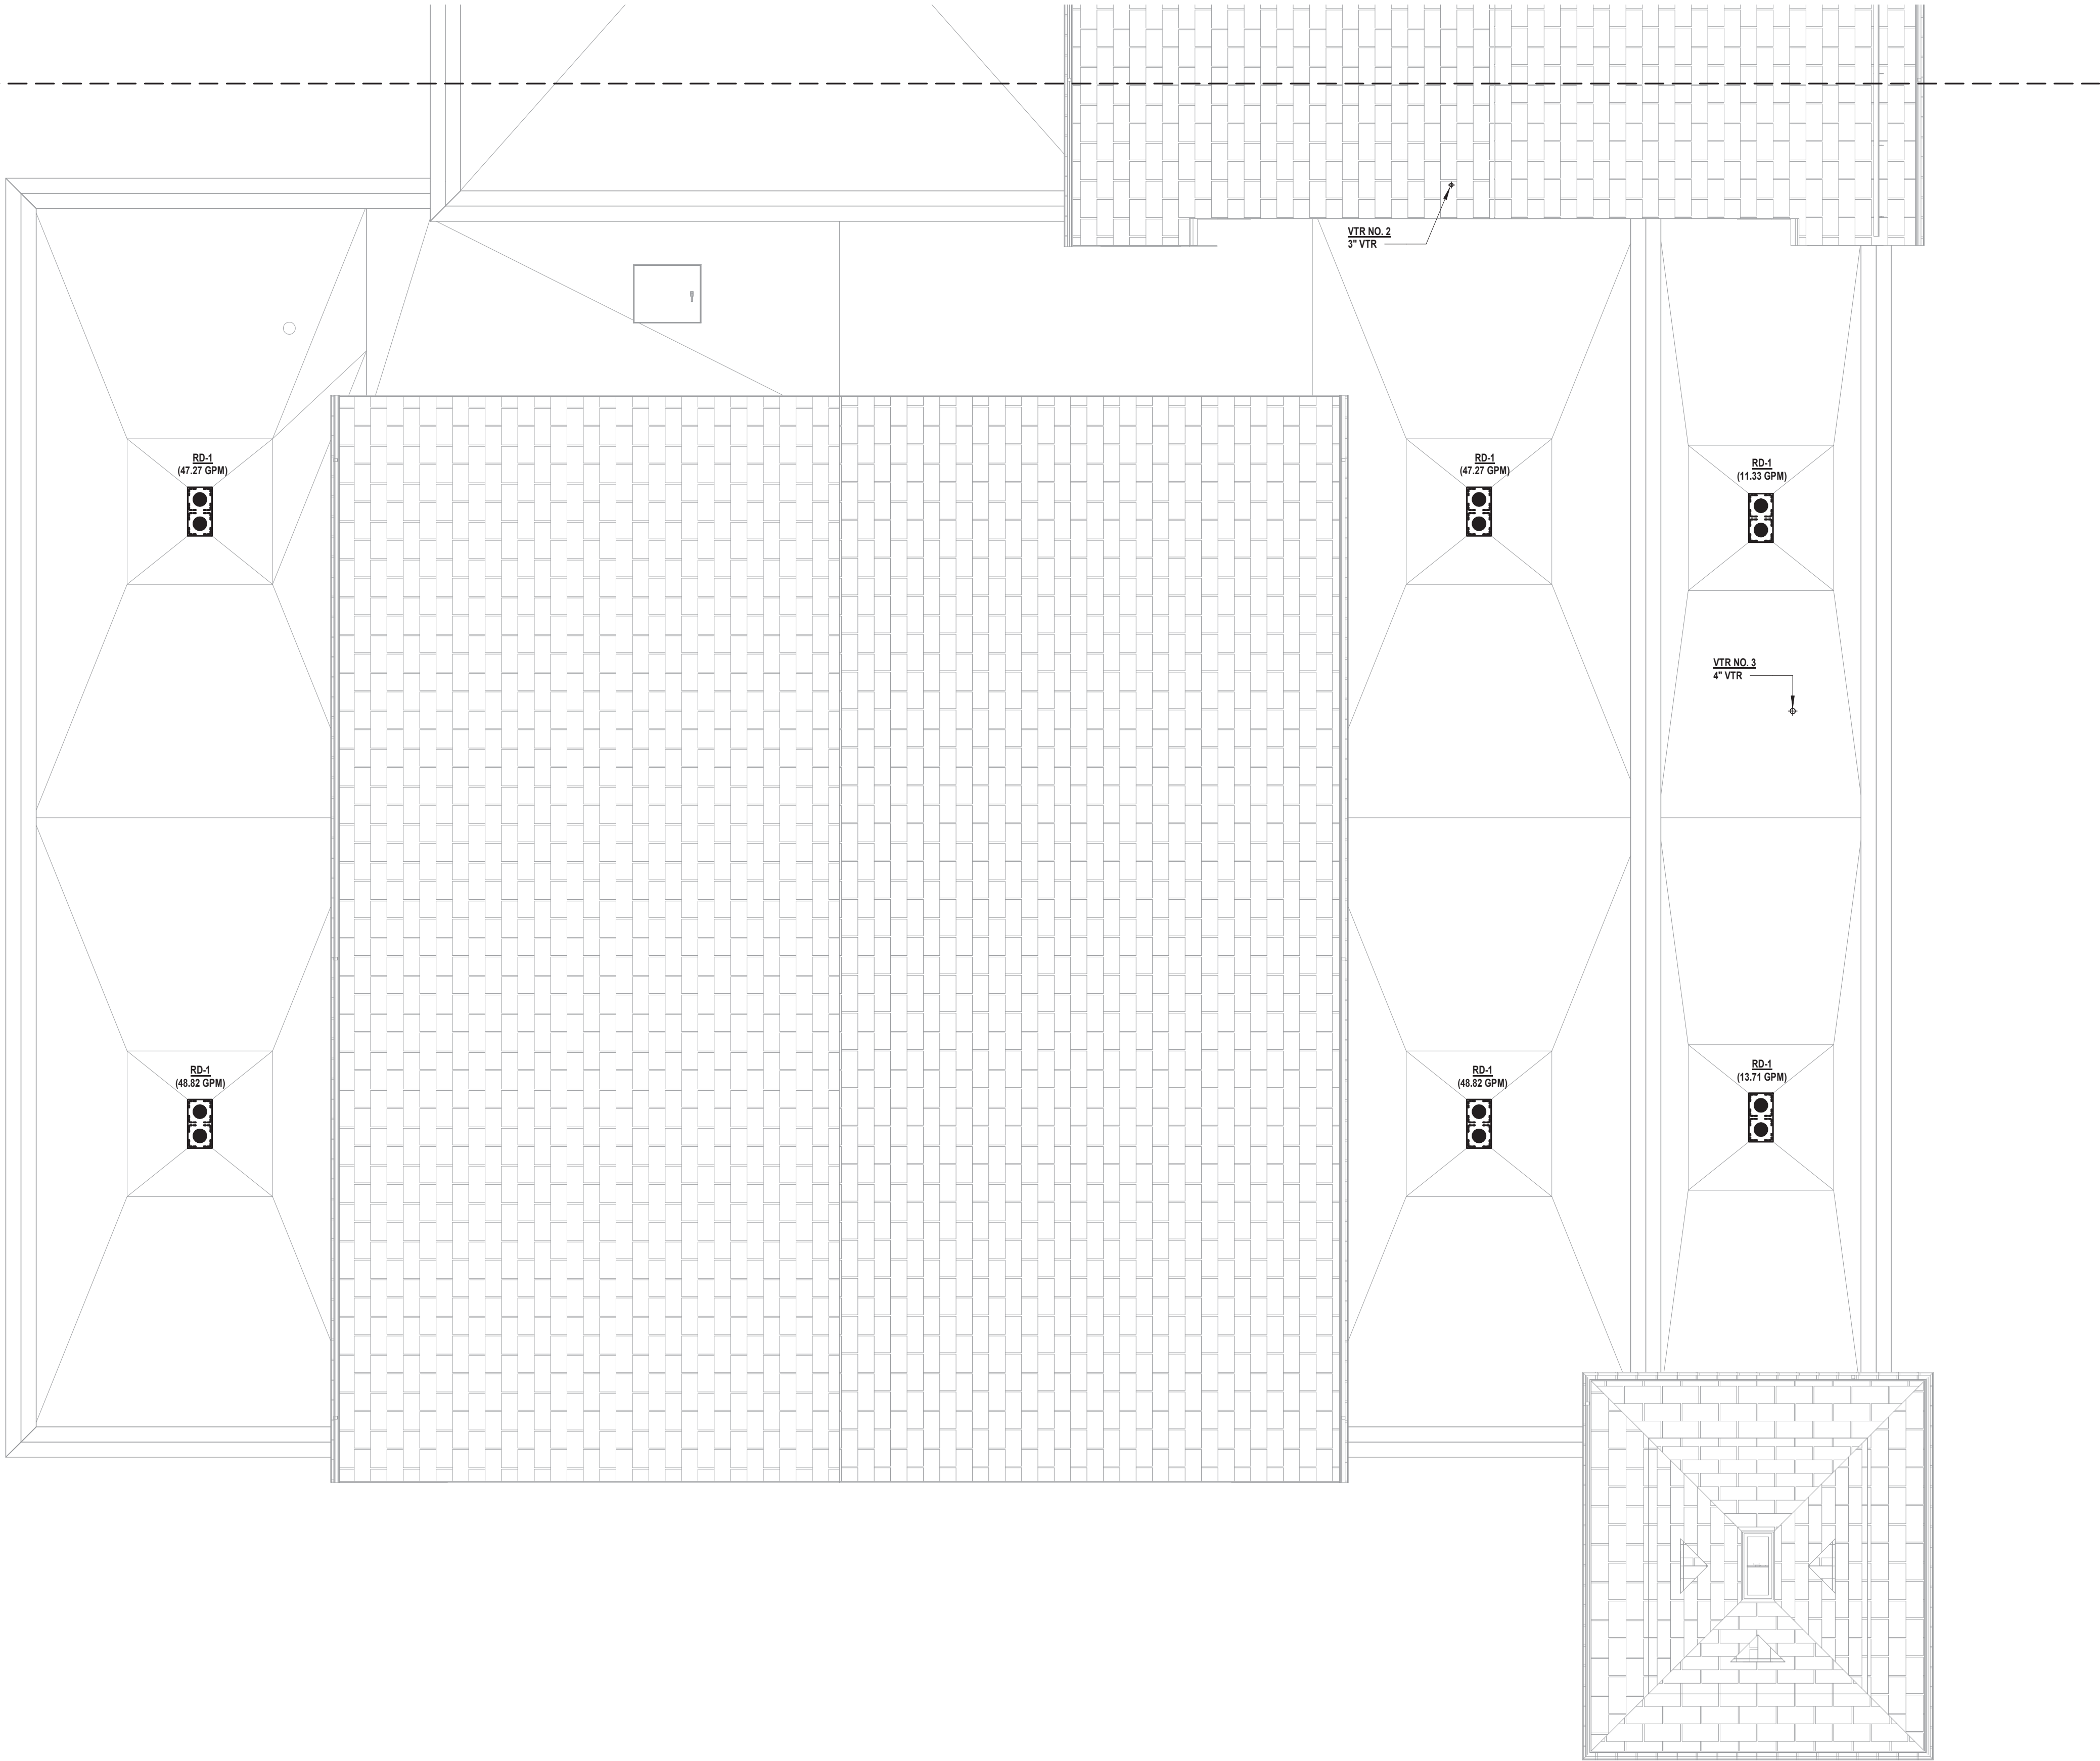 VTR NO. 2
3" VTR
RD-1
(47.27 GPM)
RD-1
(47.27 GPM)
RD-1
(11.33 GPM)
VTR NO. 3
4" VTR
RD-1
(48.82 GPM)
RD-1
(48.82 GPM)
RD-1
(13.71 GPM)